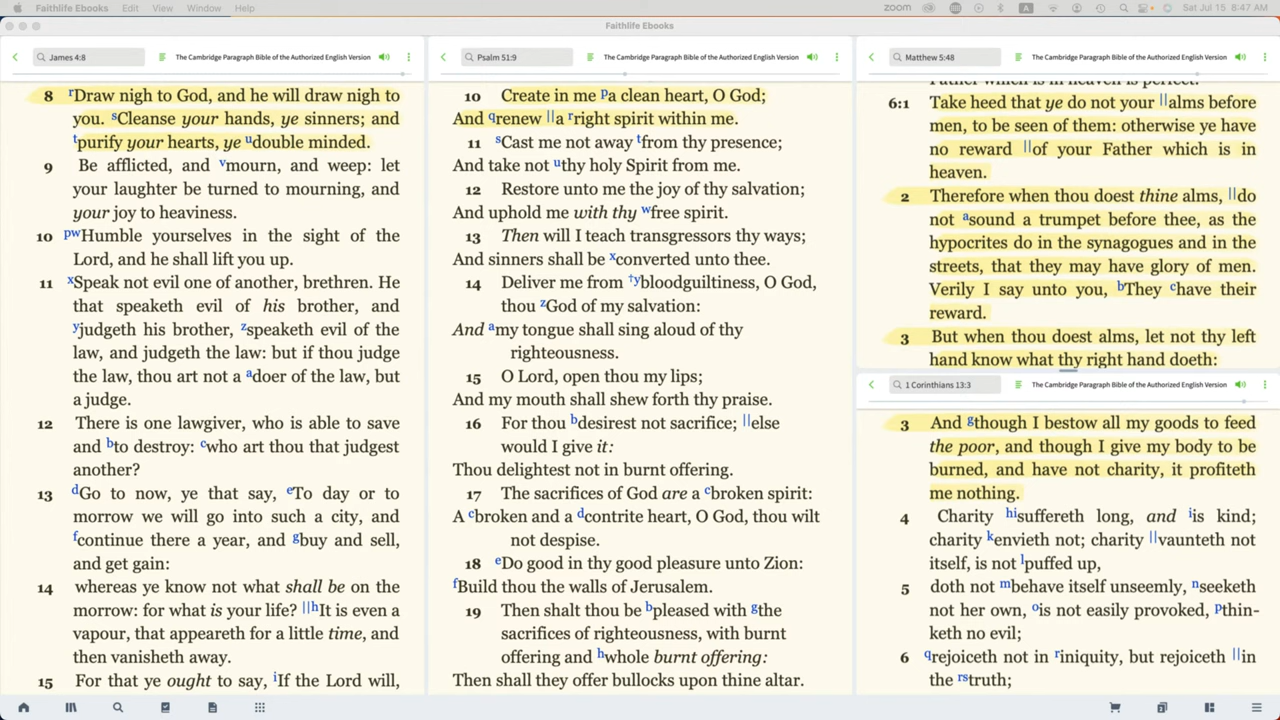 Faithlife Ebooks Edit View Window Help zoom A Sat Jul 15 8:47 AM
Faithlife Ebooks
James 4:8 The Cambridge Paragraph Bible of the Authorized English Version
8 rDraw nigh to God, and he will draw nigh to
you. sCleanse your hands, ye sinners; and
tpurify your hearts, ye udouble minded.
9 Be afflicted, and vmourn, and weep: let
your laughter be turned to mourning, and
your joy to heaviness.
10 pwHumble yourselves in the sight of the
Lord, and he shall lift you up.
11 xSpeak not evil one of another, brethren. He
that speaketh evil of his brother, and
yjudgeth his brother, zspeaketh evil of the
law, and judgeth the law: but if thou judge
the law, thou art not a adoer of the law, but
a judge.
12 There is one lawgiver, who is able to save
and bto destroy: cwho art thou that judgest
another?
13 dGo to now, ye that say, eTo day or to
morrow we will go into such a city, and
fcontinue there a year, and gbuy and sell,
and get gain:
14 whereas ye know not what shall be on the
morrow: for what is your life? ||hIt is even a
vapour, that appeareth for a little time, and
then vanisheth away.
15 For that ye ought to say, iIf the Lord will,
Psalm 51:9 The Cambridge Paragraph Bible of the Authorized English Version
10 Create in me pa clean heart, O God;
And qrenew ||a rright spirit within me.
11 sCast me not away tfrom thy presence;
And take not uthy holy Spirit from me.
12 Restore unto me the joy of thy salvation;
And uphold me with thy wfree spirit.
13 Then will I teach transgressors thy ways;
And sinners shall be xconverted unto thee.
14 Deliver me from †ybloodguiltiness, O God,
thou zGod of my salvation:
And amy tongue shall sing aloud of thy
righteousness.
15 O Lord, open thou my lips;
And my mouth shall shew forth thy praise.
16 For thou bdesirest not sacrifice; ||else
would I give it:
Thou delightest not in burnt offering.
17 The sacrifices of God are a cbroken spirit:
A cbroken and a dcontrite heart, O God, thou wilt
not despise.
18 eDo good in thy good pleasure unto Zion:
fBuild thou the walls of Jerusalem.
19 Then shalt thou be bpleased with gthe
sacrifices of righteousness, with burnt
offering and hwhole burnt offering:
Then shall they offer bullocks upon thine altar.
Matthew 5:48 The Cambridge Paragraph Bible of the Authorized English Version
Father which is in heaven is perfect.
6:1 Take heed that ye do not your ||alms before
men, to be seen of them: otherwise ye have
no reward ||of your Father which is in
heaven.
2 Therefore when thou doest thine alms, ||do
not asound a trumpet before thee, as the
hypocrites do in the synagogues and in the
streets, that they may have glory of men.
Verily I say unto you, bThey chave their
reward.
3 But when thou doest alms, let not thy left
hand know what thy right hand doeth:
1 Corinthians 13:3 The Cambridge Paragraph Bible of the Authorized English Version
3 And gthough I bestow all my goods to feed
the poor, and though I give my body to be
burned, and have not charity, it profiteth
me nothing.
4 Charity hisuffereth long, and iis kind;
charity kenvieth not; charity ||vaunteth not
itself, is not lpuffed up,
5 doth not mbehave itself unseemly, nseeketh
not her own, ois not easily provoked, pthin-
keth no evil;
6 qrejoiceth not in riniquity, but rejoiceth ||in
the rstruth;